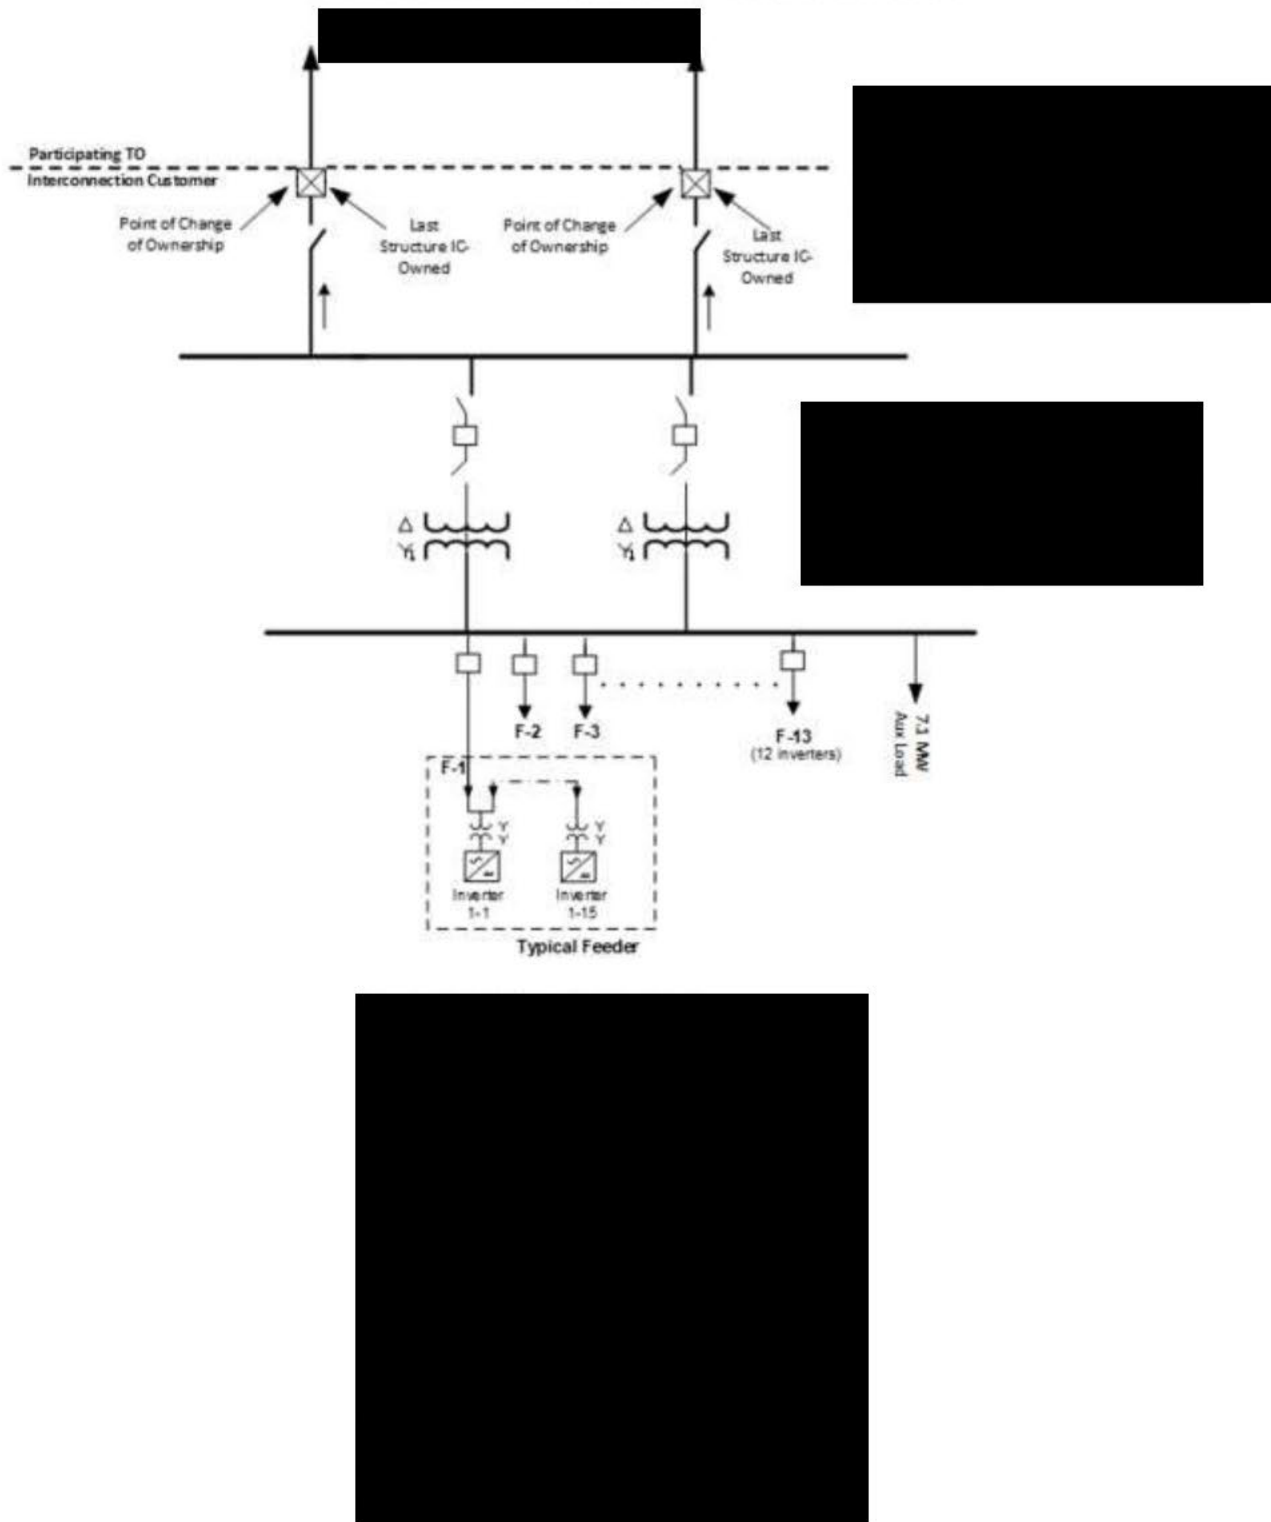 Participating TO
Interconnection Customer
Point of Change
of Ownership
Last
Structure IC-
Owned
Point of Change
of Ownership
Last
Structure IC-
Owned
Δ
Y
Δ
Y
F-2
F-3
F-13
(12 inverters)
7.1 MW
Aux Load
F-1
Y
Y
Y
Y
Inverter
1-1
Inverter
1-15
Typical Feeder